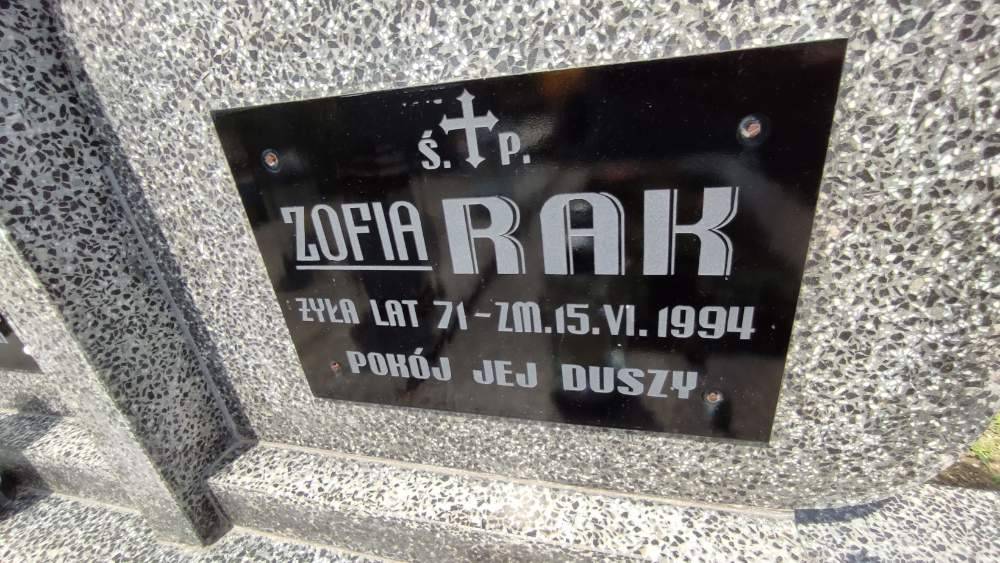 Ś. P.
ZOFIA RAK
ŻYŁA LAT 71 - ZM. 15. VI. 1994
POKÓJ JEJ DUSZY